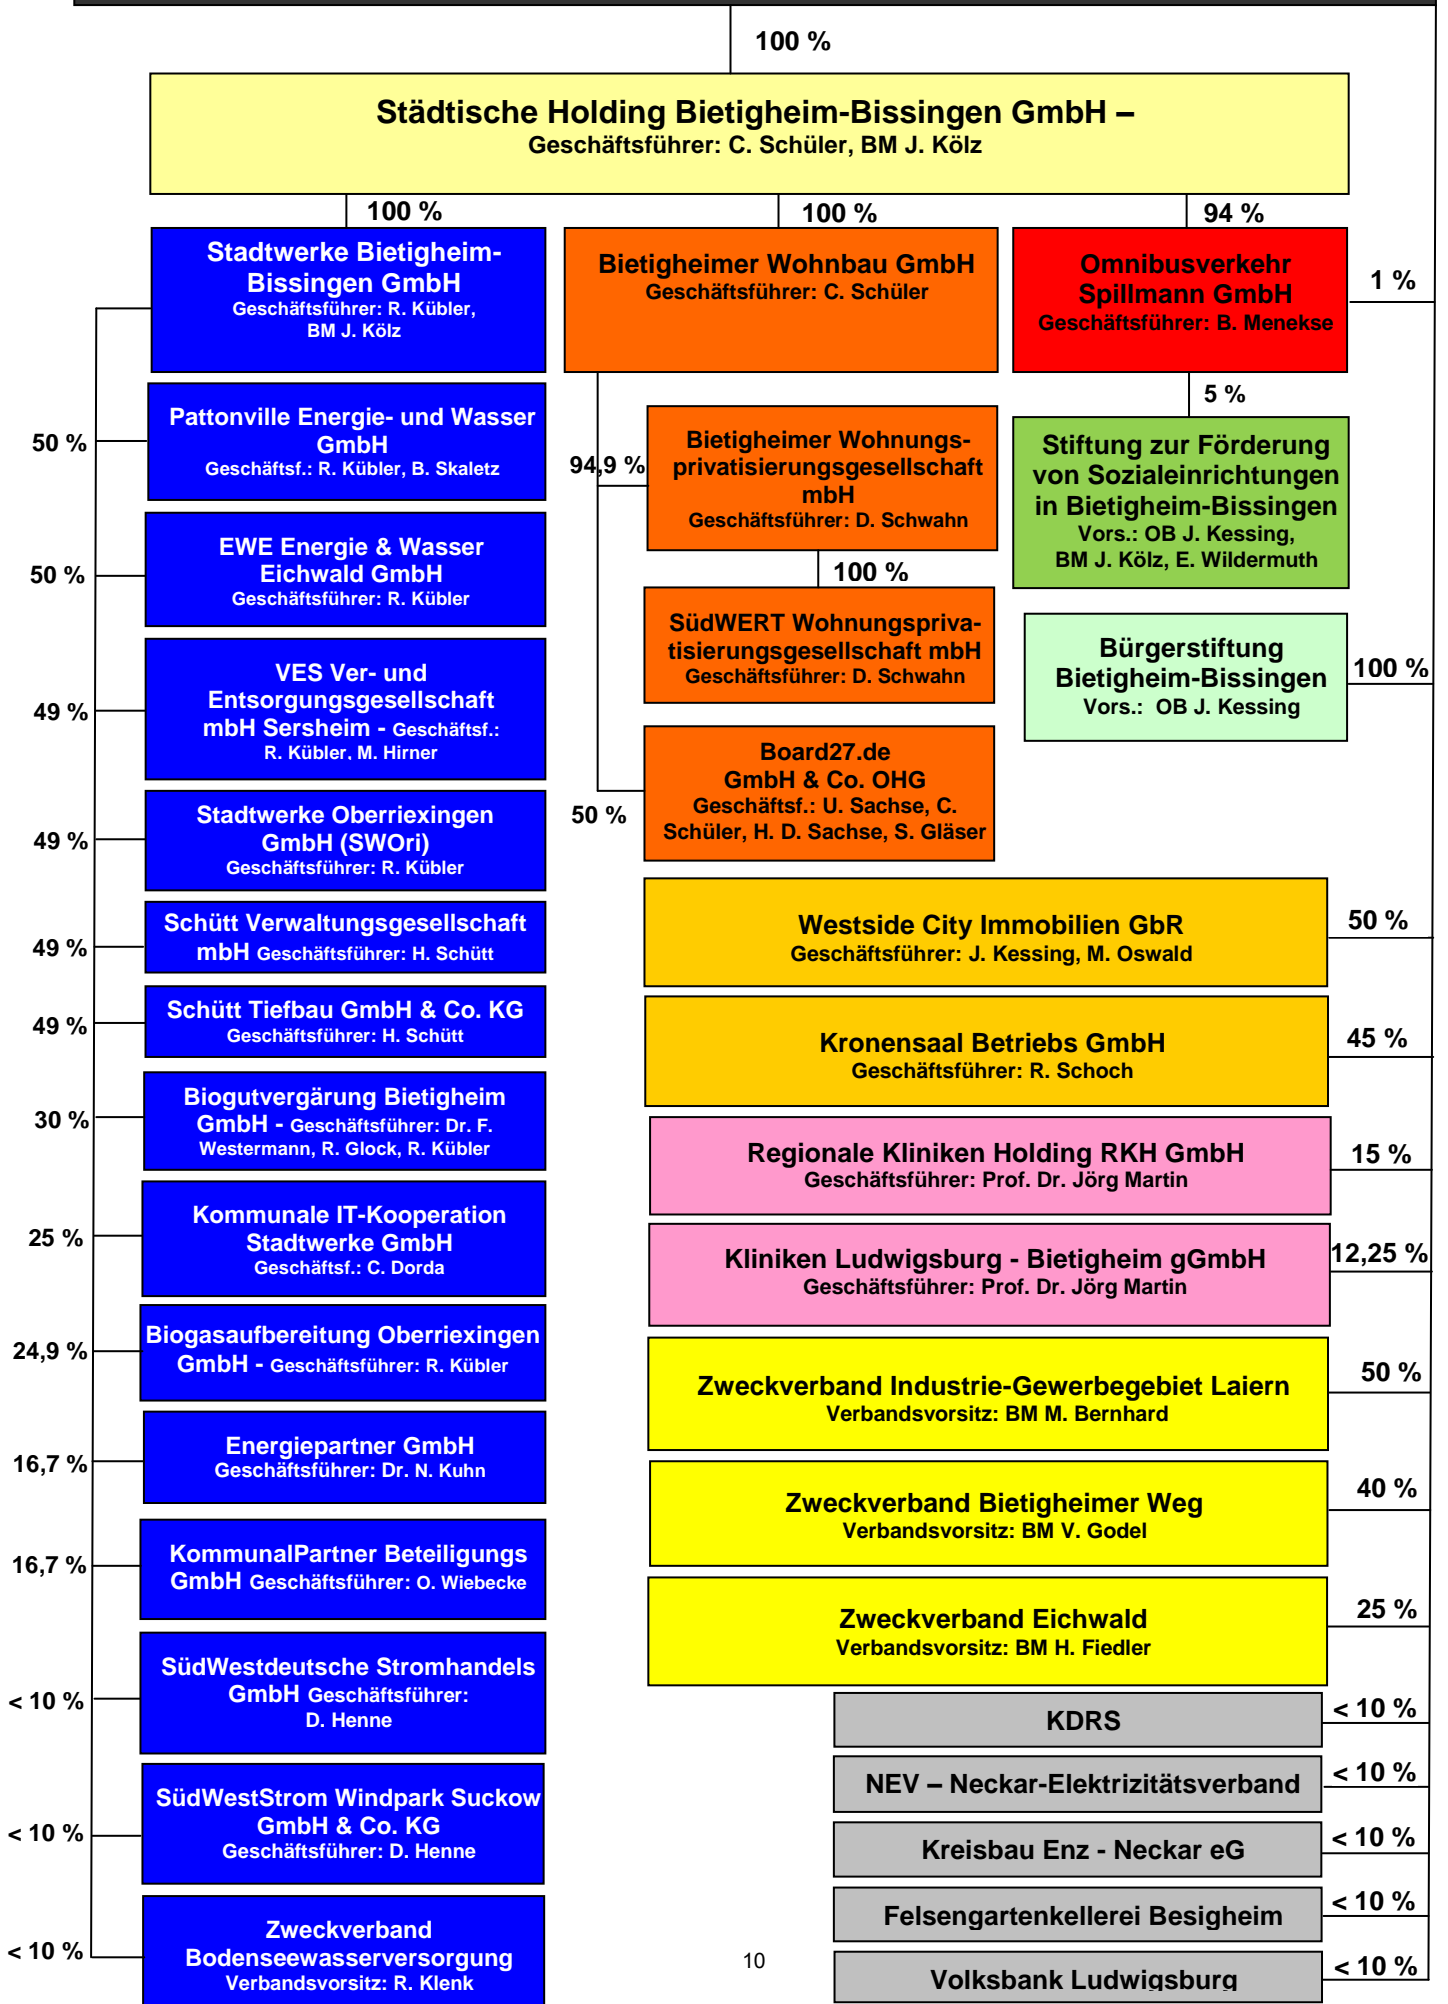 100 %
Städtische Holding Bietigheim-Bissingen GmbH –
Geschäftsführer: C. Schüler, BM J. Kölz
100 %
100 %
94 %
Stadtwerke Bietigheim-
Bissingen GmbH
Geschäftsführer: R. Kübler,
BM J. Kölz
Bietigheimer Wohnbau GmbH
Geschäftsführer: C. Schüler
Omnibusverkehr
Spillmann GmbH
Geschäftsführer: B. Menekse
1 %
50 %
Pattonville Energie- und Wasser
GmbH
Geschäftsf.: R. Kübler, B. Skaletz
50 %
EWE Energie & Wasser
Eichwald GmbH
Geschäftsführer: R. Kübler
49 %
VES Ver- und
Entsorgungsgesellschaft
mbH Sersheim - Geschäftsf.:
R. Kübler, M. Hirner
49 %
Stadtwerke Oberriexingen
GmbH (SWOri)
Geschäftsführer: R. Kübler
49 %
Schütt Verwaltungsgesellschaft
mbH Geschäftsführer: H. Schütt
49 %
Schütt Tiefbau GmbH & Co. KG
Geschäftsführer: H. Schütt
30 %
Biogutvergärung Bietigheim
GmbH - Geschäftsführer: Dr. F.
Westermann, R. Glock, R. Kübler
25 %
Kommunale IT-Kooperation
Stadtwerke GmbH
Geschäftsf.: C. Dorda
24,9 %
Biogasaufbereitung Oberriexingen
GmbH - Geschäftsführer: R. Kübler
16,7 %
Energiepartner GmbH
Geschäftsführer: Dr. N. Kuhn
16,7 %
KommunalPartner Beteiligungs
GmbH Geschäftsführer: O. Wiebecke
< 10 %
SüdWestdeutsche Stromhandels
GmbH Geschäftsführer:
D. Henne
< 10 %
SüdWestStrom Windpark Suckow
GmbH & Co. KG
Geschäftsführer: D. Henne
< 10 %
Zweckverband
Bodenseewasserversorgung
Verbandsvorsitz: R. Klenk
94,9 %
Bietigheimer Wohnungs-
privatisierungsgesellschaft
mbH
Geschäftsführer: D. Schwahn
100 %
SüdWERT Wohnungspriva-
tisierungsgesellschaft mbH
Geschäftsführer: D. Schwahn
50 %
Board27.de
GmbH & Co. OHG
Geschäftsf.: U. Sachse, C.
Schüler, H. D. Sachse, S. Gläser
5 %
Stiftung zur Förderung
von Sozialeinrichtungen
in Bietigheim-Bissingen
Vors.: OB J. Kessing,
BM J. Kölz, E. Wildermuth
Bürgerstiftung
Bietigheim-Bissingen
Vors.: OB J. Kessing
100 %
Westside City Immobilien GbR
Geschäftsführer: J. Kessing, M. Oswald
50 %
Kronensaal Betriebs GmbH
Geschäftsführer: R. Schoch
45 %
Regionale Kliniken Holding RKH GmbH
Geschäftsführer: Prof. Dr. Jörg Martin
15 %
Kliniken Ludwigsburg - Bietigheim gGmbH
Geschäftsführer: Prof. Dr. Jörg Martin
12,25 %
Zweckverband Industrie-Gewerbegebiet Laiern
Verbandsvorsitz: BM M. Bernhard
50 %
Zweckverband Bietigheimer Weg
Verbandsvorsitz: BM V. Godel
40 %
Zweckverband Eichwald
Verbandsvorsitz: BM H. Fiedler
25 %
KDRS
< 10 %
NEV – Neckar-Elektrizitätsverband
< 10 %
Kreisbau Enz - Neckar eG
< 10 %
Felsengartenkellerei Besigheim
< 10 %
Volksbank Ludwigsburg
< 10 %
10